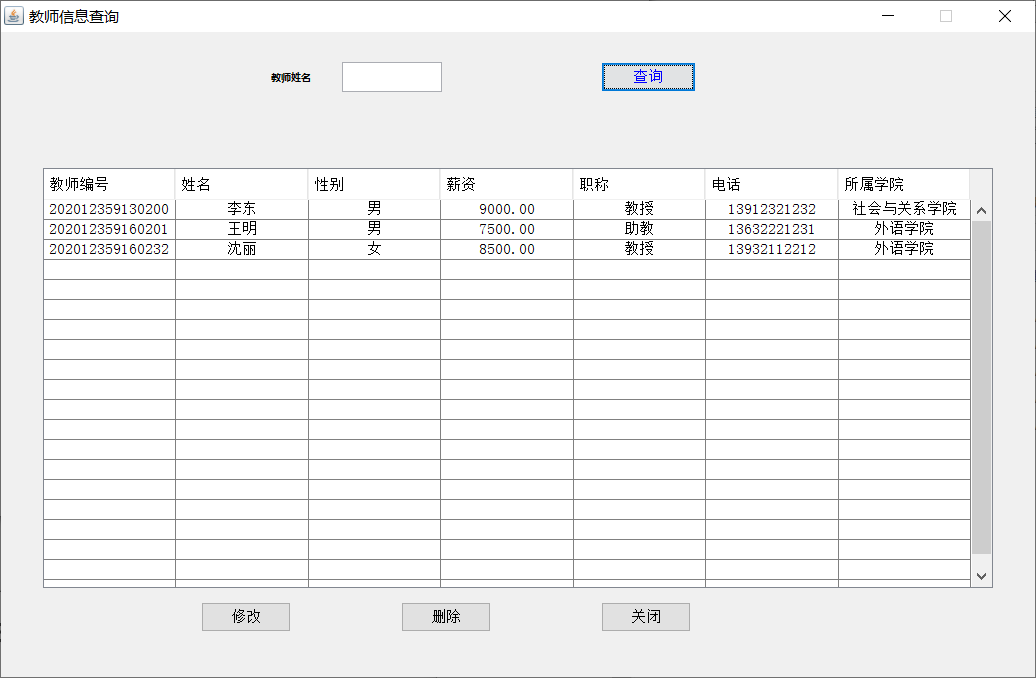 教师信息查询
教师姓名 查询
教师编号 姓名 性别 薪资 职称 电话 所属学院
202012359130200 李东 男 9000.00 教授 13912321232 社会与关系学院
202012359160201 王明 男 7500.00 助教 13632221231 外语学院
202012359160232 沈丽 女 8500.00 教授 13932112212 外语学院
修改 删除 关闭